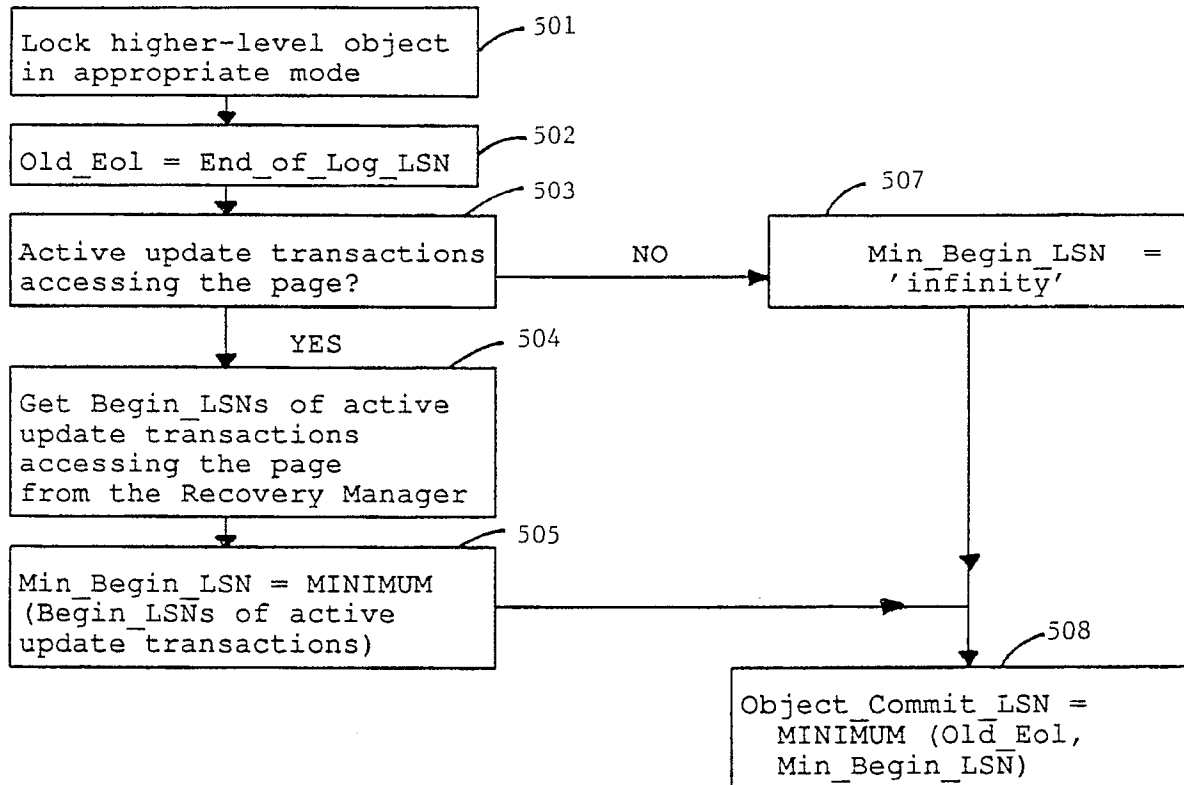 501
Lock higher-level object
in appropriate mode
502
Old_Eol = End_of_Log_LSN
503
Active update transactions
accessing the page?
NO
507
Min_Begin_LSN =
'infinity'
YES
504
Get Begin_LSNs of active
update transactions
accessing the page
from the Recovery Manager
505
Min_Begin_LSN = MINIMUM
(Begin_LSNs of active
update transactions)
508
Object_Commit_LSN =
MINIMUM (Old_Eol,
Min_Begin_LSN)